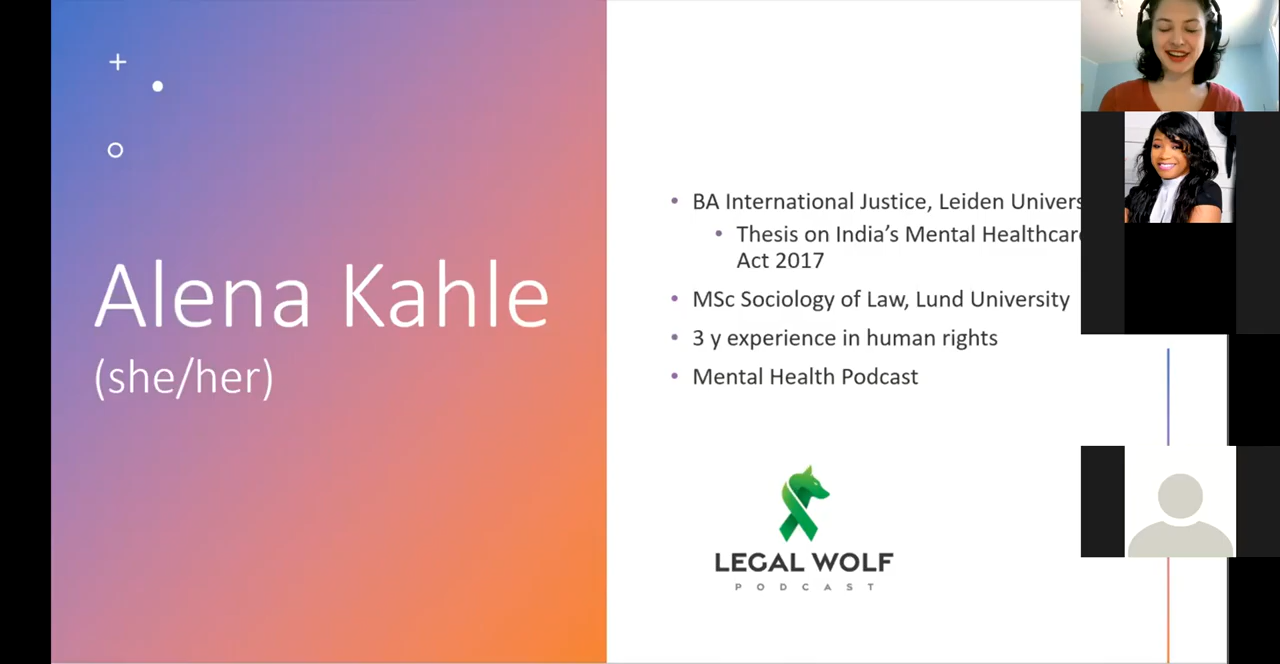 Alena Kahle
(she/her)
• BA International Justice, Leiden Univers
• Thesis on India's Mental Healthcar
Act 2017
• MSc Sociology of Law, Lund University
• 3 y experience in human rights
• Mental Health Podcast
LEGAL WOLF
PODCAST